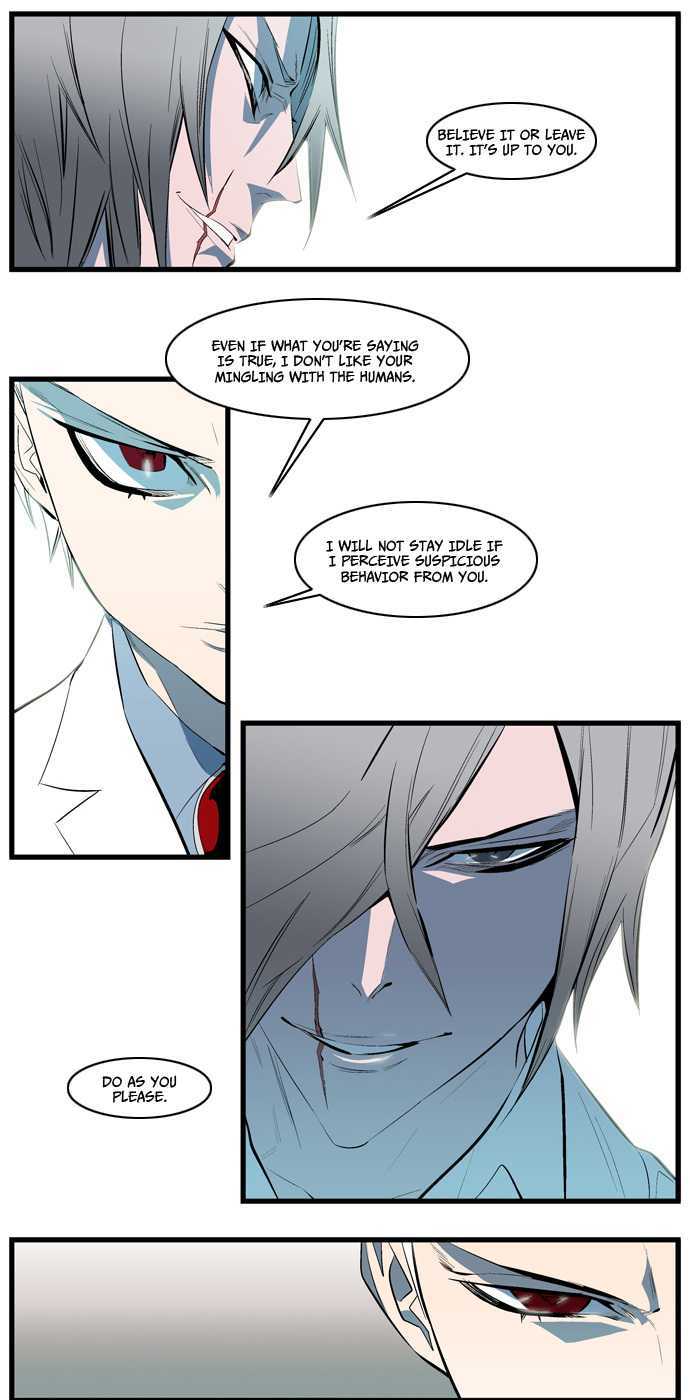 BELIEVE IT OR LEAVE
IT. IT'S UP TO YOU.
EVEN IF WHAT YOU'RE SAYING
IS TRUE, I DON'T LIKE YOUR
MINGLING WITH THE HUMANS.
I WILL NOT STAY IDLE IF
I PERCEIVE SUSPICIOUS
BEHAVIOR FROM YOU.
DO AS YOU
PLEASE.